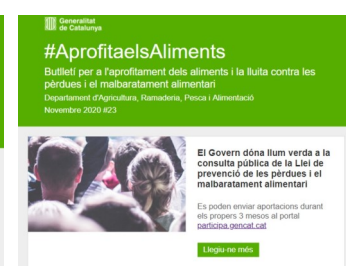 Generalitat
de Catalunya
#AprofitaelsAliments
Butlletí per a l'aprofitament dels aliments i la lluita contra les
pèrdues i el malbaratament alimentari
Departament d'Agricultura, Ramaderia, Pesca i Alimentació
Novembre 2020 #23
El Govern dóna llum verda a la
consulta pública de la Llei de
prevenció de les pèrdues i el
malbaratament alimentari
Es poden enviar aportacions durant
els propers 3 mesos al portal
participa.gencat.cat
Llegiu-ne més